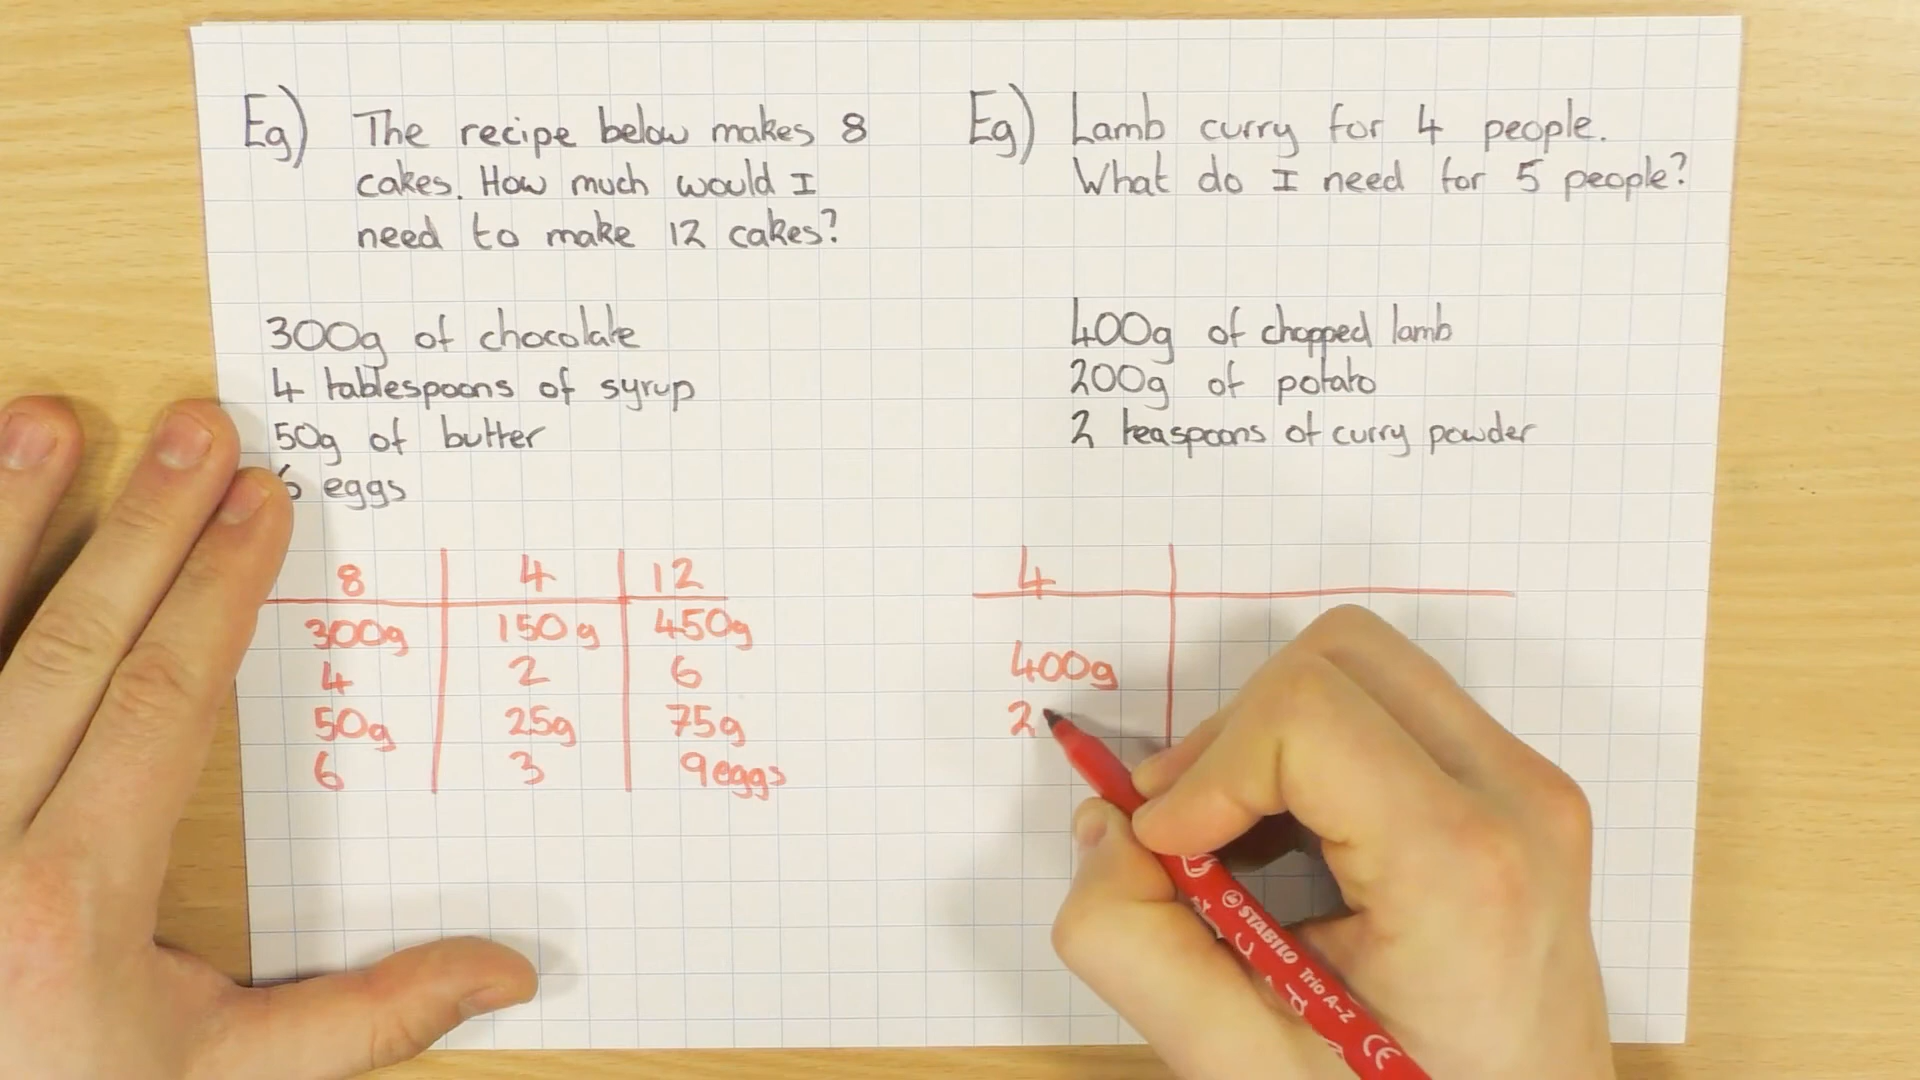 Eg) The recipe below makes 8
cakes. How much would I
need to make 12 cakes?
300g of chocolate
4 tablespoons of syrup
50g of butter
6 eggs
8 4 12
300g 150g 450g
4 2 6
50g 25g 75g
6 3 9eggs
Eg) Lamb curry for 4 people.
What do I need for 5 people?
400g of chopped lamb
200g of potato
2 teaspoons of curry powder
4
400g
2
STABILO Trio A-Z CE